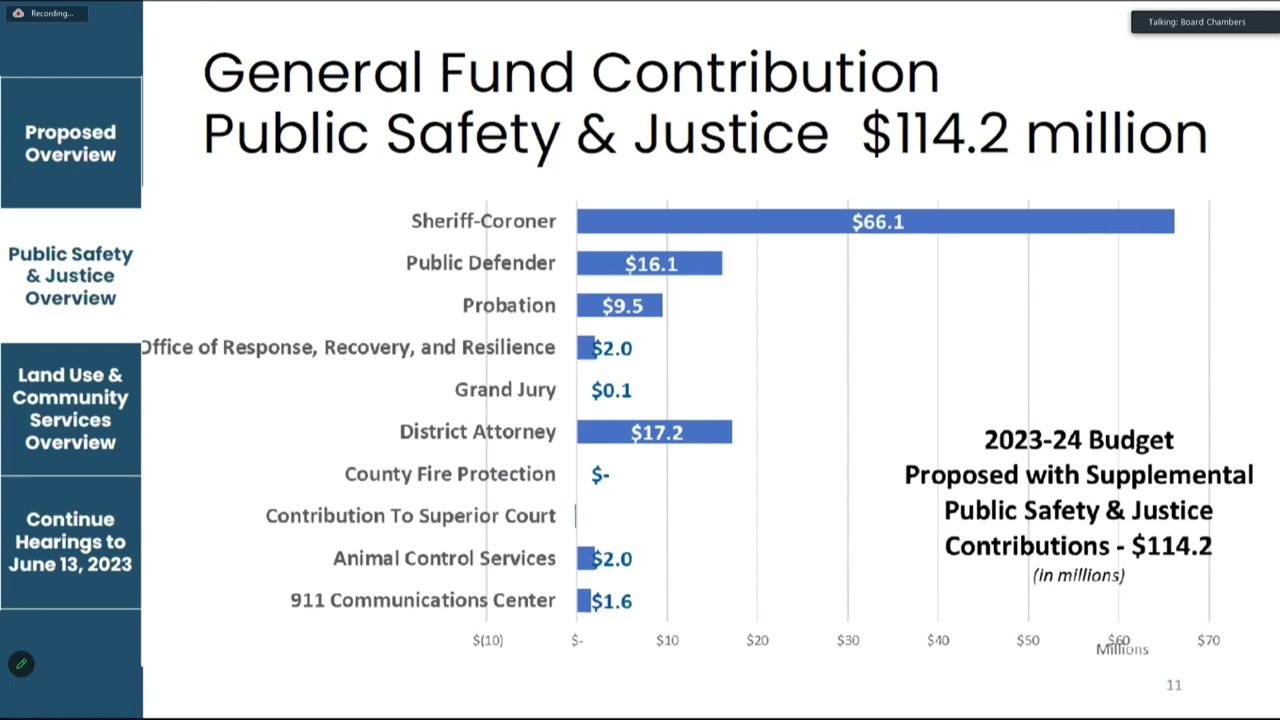 Recording...
Talking: Board Chambers
General Fund Contribution
Public Safety & Justice $114.2 million
Proposed
Overview
Public Safety
& Justice
Overview
Land Use &
Community
Services
Overview
Continue
Hearings to
June 13, 2023
Sheriff-Coroner $66.1
Public Defender $16.1
Probation $9.5
Office of Response, Recovery, and Resilience $2.0
Grand Jury $0.1
District Attorney $17.2
County Fire Protection $-
Contribution To Superior Court
Animal Control Services $2.0
911 Communications Center $1.6
$(10) $- $10 $20 $30 $40 $50 $60 $70
Millions
2023-24 Budget
Proposed with Supplemental
Public Safety & Justice
Contributions - $114.2
(in millions)
11